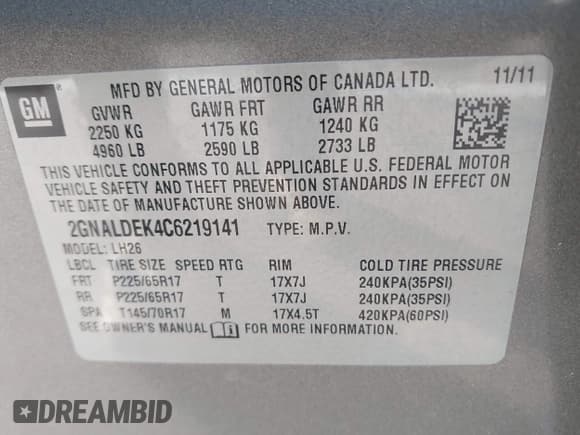 GM
MFD BY GENERAL MOTORS OF CANADA LTD. 11/11
GVWR GAWR FRT GAWR RR
2250 KG 1175 KG 1240 KG
4960 LB 2590 LB 2733 LB
THIS VEHICLE CONFORMS TO ALL APPLICABLE U.S. FEDERAL MOTOR
VEHICLE SAFETY AND THEFT PREVENTION STANDARDS IN EFFECT ON
THE DATE OF MANUFACTURE SHOWN ABOVE.
2GNALDEK4C6219141 TYPE: M.P.V.
MODEL: LH26
LBCL TIRE SIZE SPEED RTG RIM COLD TIRE PRESSURE
FRT P225/65R17 T 17X7J 240KPA(35PSI)
RR P225/65R17 T 17X7J 240KPA(35PSI)
SPA T145/70R17 M 17X4.5T 420KPA(60PSI)
SEE OWNER'S MANUAL FOR MORE INFORMATION.
DREAMBID